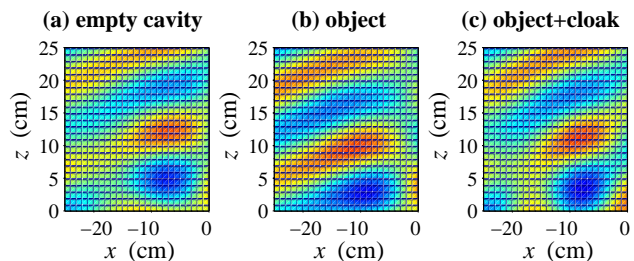 (a) empty cavity (b) object (c) object+cloak
25 25 25
20 20 20
15 15 15
10 10 10
5 5 5
0 0 0
z (cm) z (cm) z (cm)
−20 −10 0 −20 −10 0 −20 −10 0
x (cm) x (cm) x (cm)